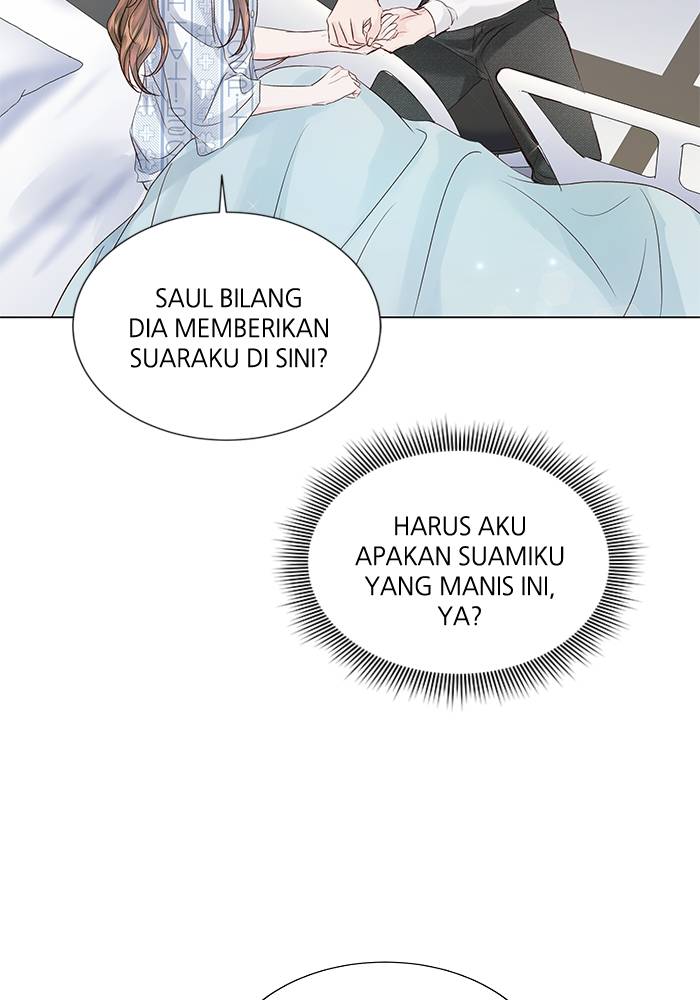 SAUL BILANG
DIA MEMBERIKAN
SUARAKU DI SINI?
HARUS AKU
APAKAN SUAMIKU
YANG MANIS INI,
YA?